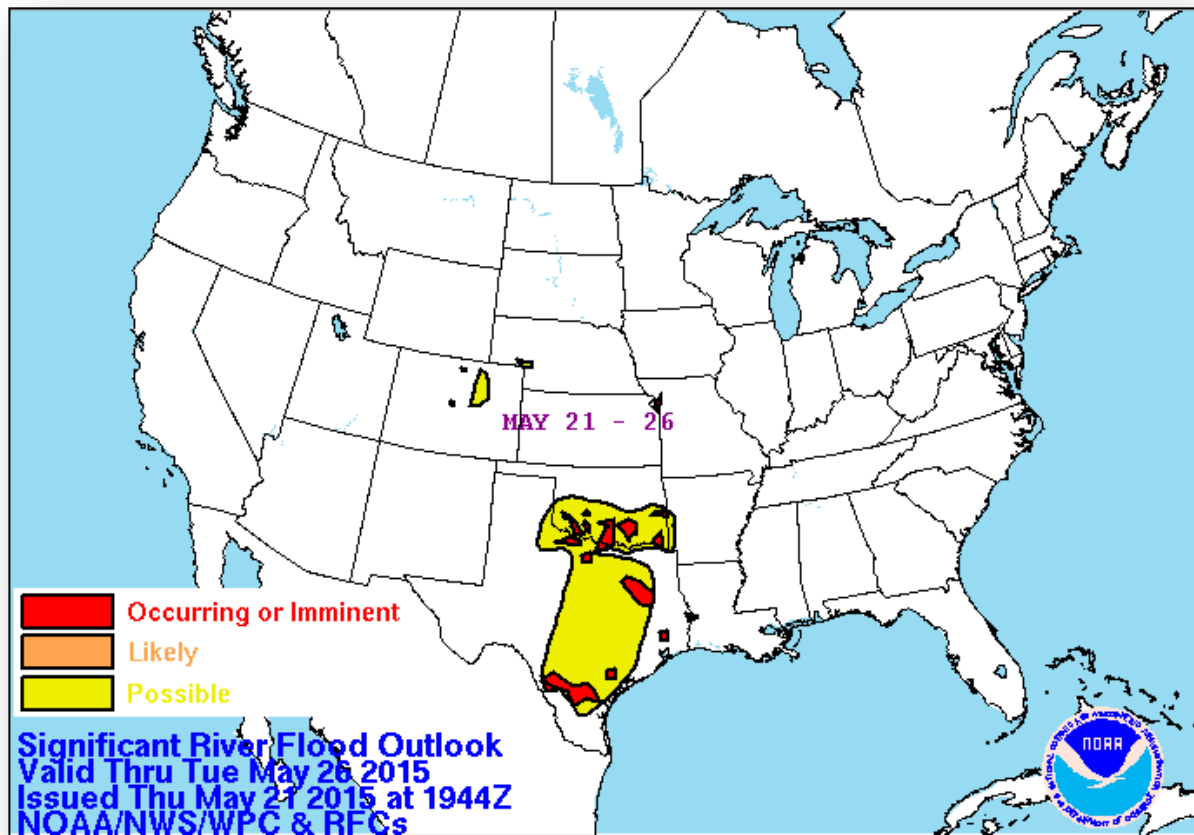 MAY 21 - 26
Occurring or Imminent
Likely
Possible
Significant River Flood Outlook
Valid Thru Tue May 26 2015
Issued Thu May 21 2015 at 1944Z
NOAA/NWS/WPC & RFCs
NOAA